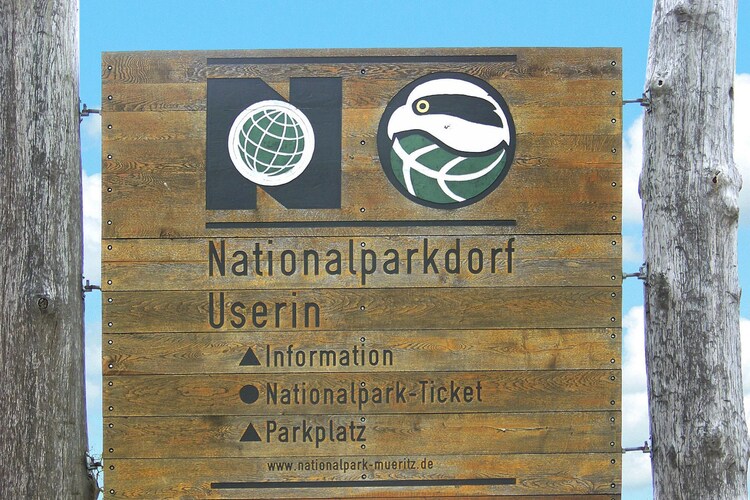 N
Nationalparkdorf
Userin
▲Information
●Nationalpark-Ticket
▲Parkplatz
www.nationalpark-mueritz.de